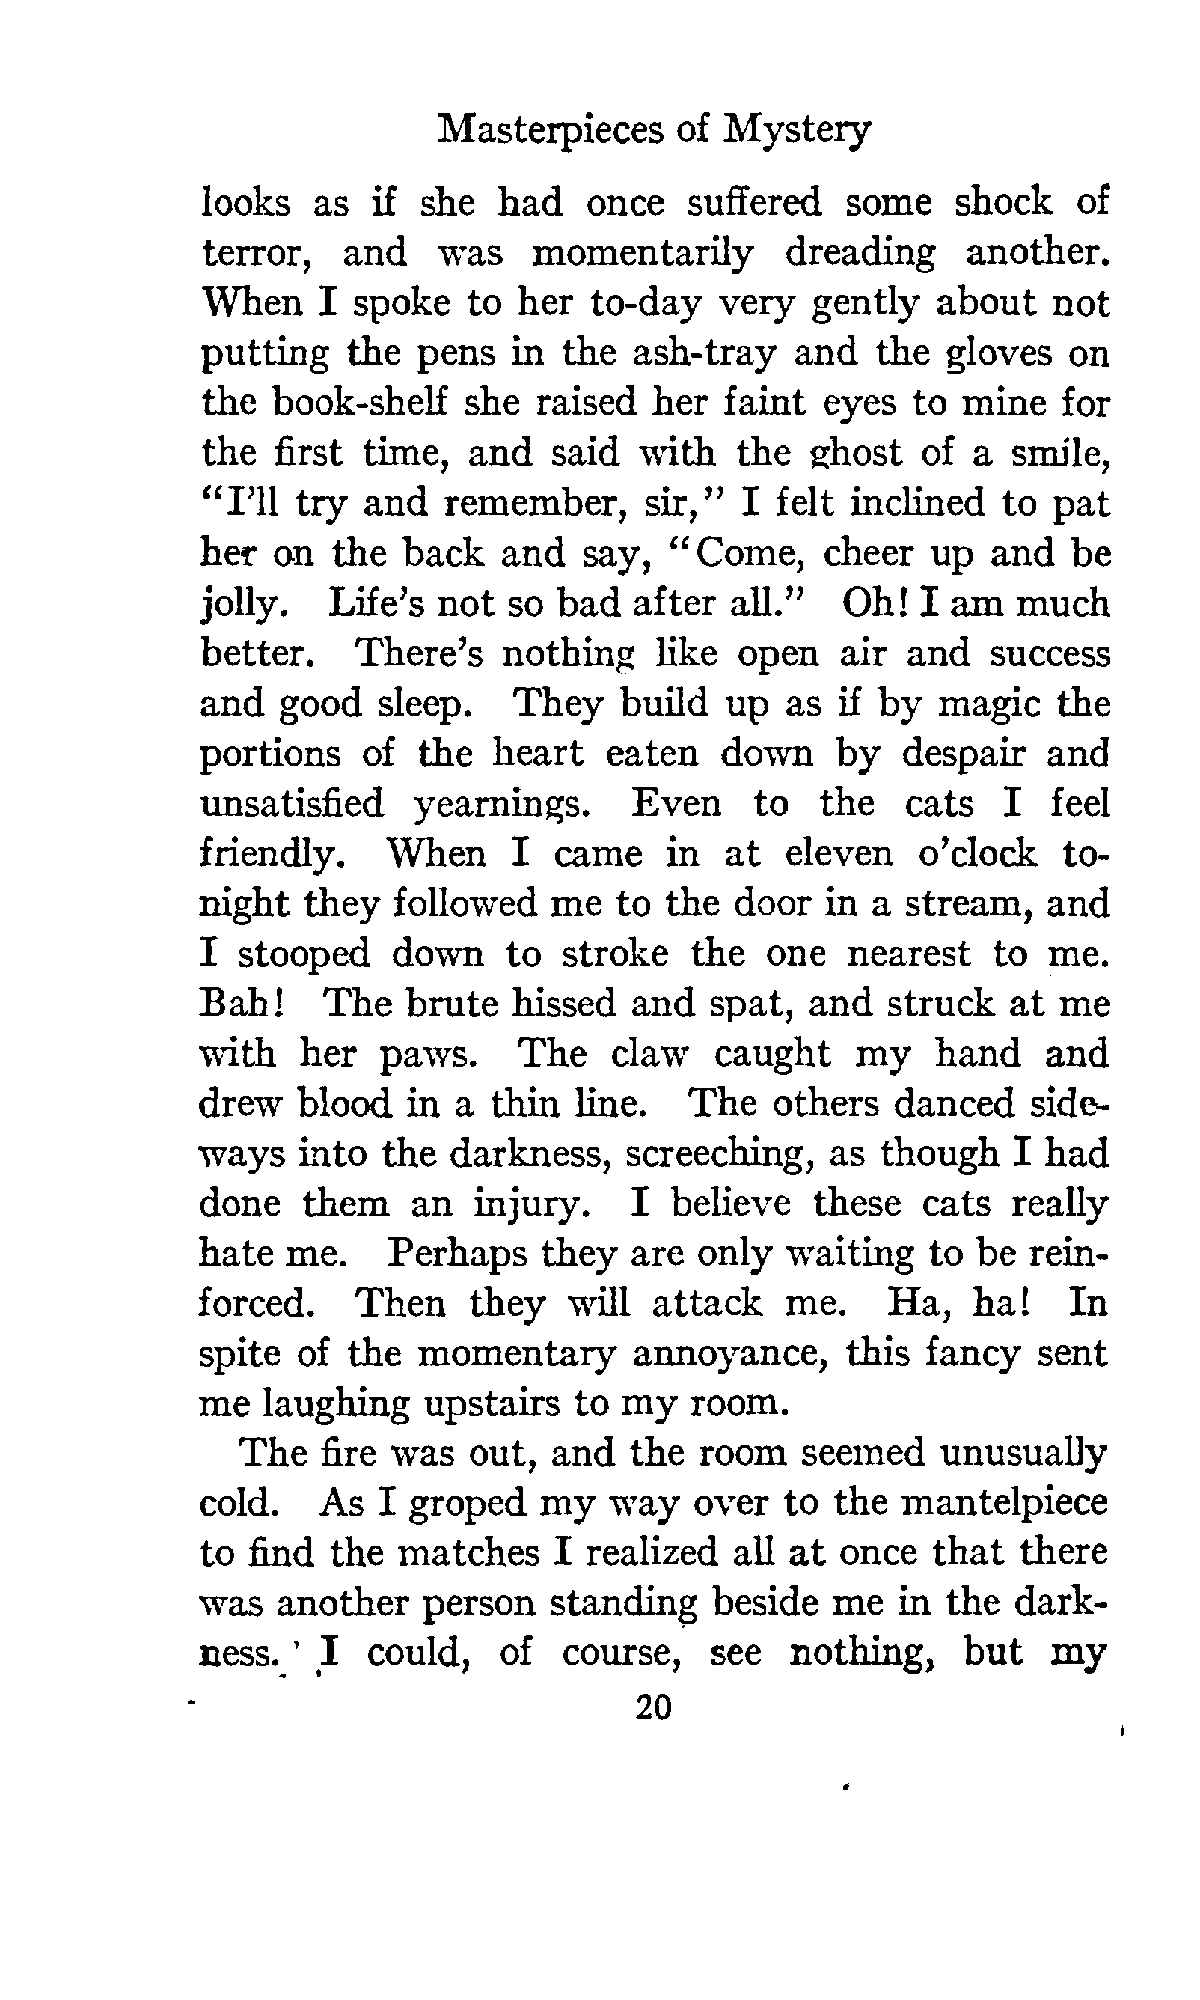 Masterpieces of Mystery
looks as if she had once suffered some shock of
terror, and was momentarily dreading another.
When I spoke to her to-day very gently about not
putting the pens in the ash-tray and the gloves on
the book-shelf she raised her faint eyes to mine for
the first time, and said with the ghost of a smile,
“I’ll try and remember, sir,” I felt inclined to pat
her on the back and say, “Come, cheer up and be
jolly. Life’s not so bad after all.” Oh! I am much
better. There’s nothing like open air and success
and good sleep. They build up as if by magic the
portions of the heart eaten down by despair and
unsatisfied yearnings. Even to the cats I feel
friendly. When I came in at eleven o’clock to-
night they followed me to the door in a stream, and
I stooped down to stroke the one nearest to me.
Bah! The brute hissed and spat, and struck at me
with her paws. The claw caught my hand and
drew blood in a thin line. The others danced side-
ways into the darkness, screeching, as though I had
done them an injury. I believe these cats really
hate me. Perhaps they are only waiting to be rein-
forced. Then they will attack me. Ha, ha! In
spite of the momentary annoyance, this fancy sent
me laughing upstairs to my room.
The fire was out, and the room seemed unusually
cold. As I groped my way over to the mantelpiece
to find the matches I realized all at once that there
was another person standing beside me in the dark-
ness. I could, of course, see nothing, but my
20